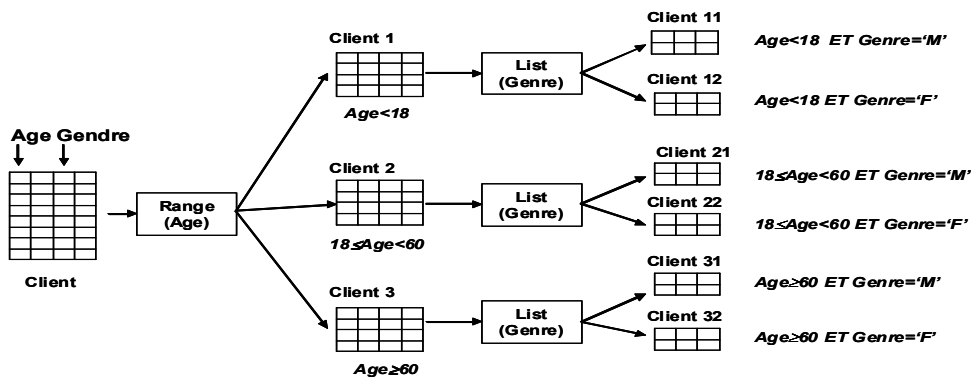 Age Gendre
Client
Range
(Age)
Client 1
Age<18
Client 2
18≤Age<60
Client 3
Age≥60
List
(Genre)
List
(Genre)
List
(Genre)
Client 11
Age<18 ET Genre=‘M’
Client 12
Age<18 ET Genre=‘F’
Client 21
18≤Age<60 ET Genre=‘M’
Client 22
18≤Age<60 ET Genre=‘F’
Client 31
Age≥60 ET Genre=‘M’
Client 32
Age≥60 ET Genre=‘F’